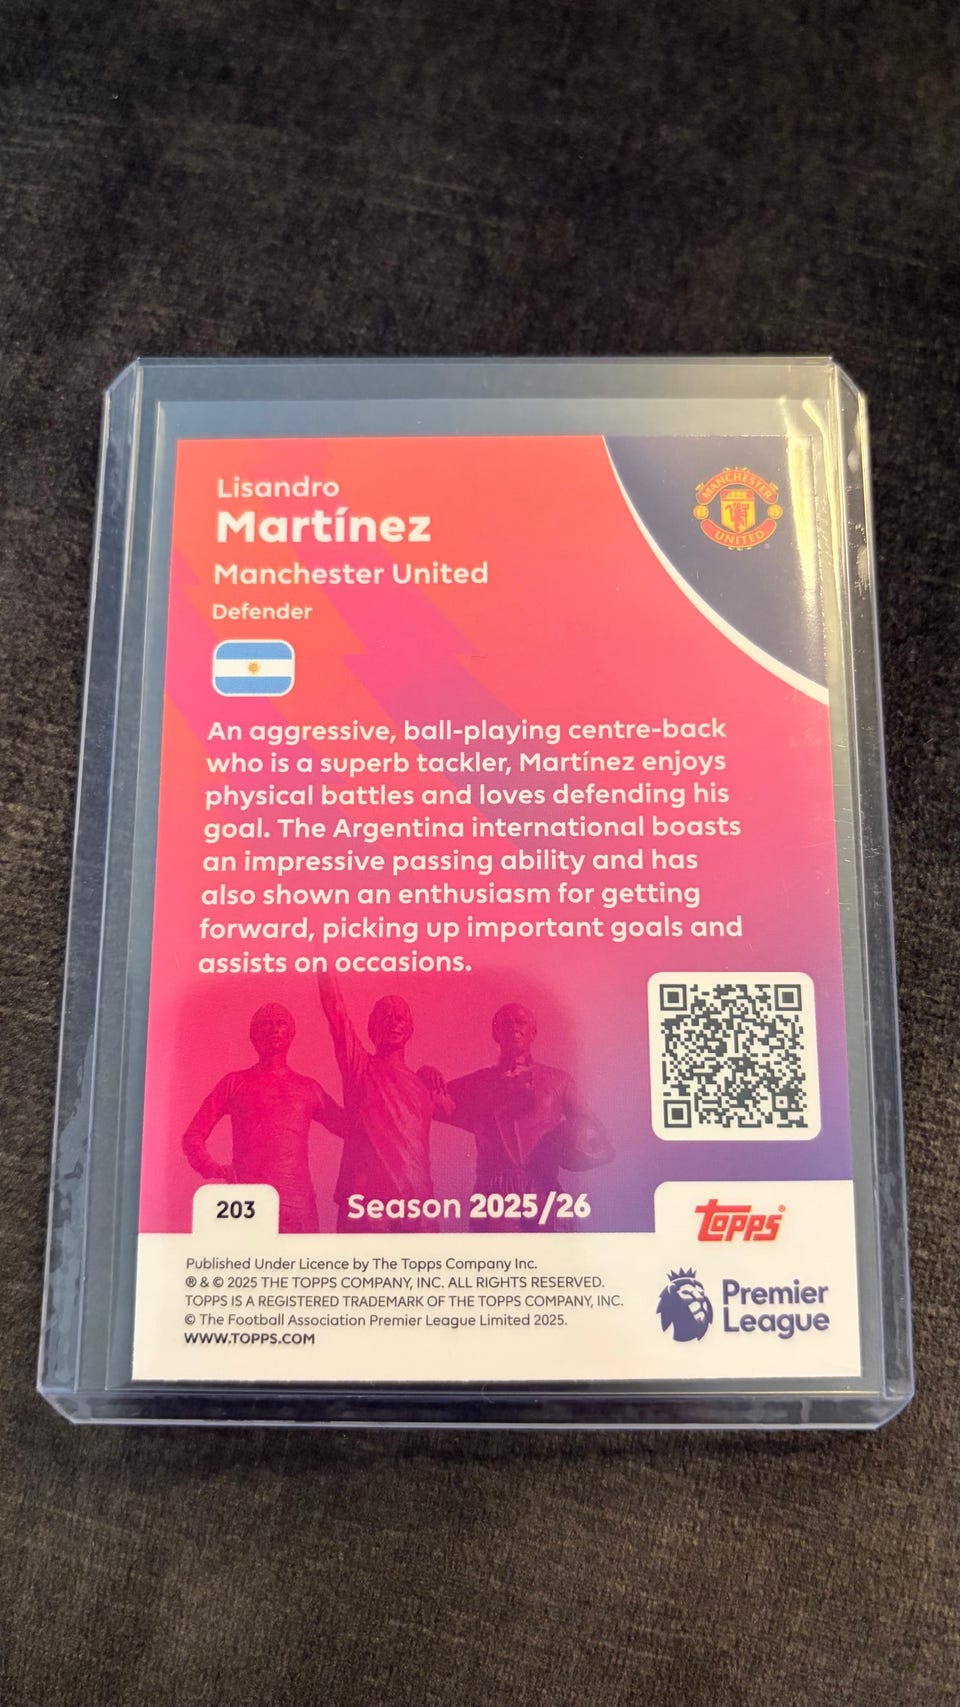 Lisandro
Martínez
Manchester United
Defender
MANCHESTER
UNITED
An aggressive, ball-playing centre-back
who is a superb tackler, Martínez enjoys
physical battles and loves defending his
goal. The Argentina international boasts
an impressive passing ability and has
also shown an enthusiasm for getting
forward, picking up important goals and
assists on occasions.
203
Season 2025/26
topps®
Published Under Licence by The Topps Company Inc.
® & © 2025 THE TOPPS COMPANY, INC. ALL RIGHTS RESERVED.
TOPPS IS A REGISTERED TRADEMARK OF THE TOPPS COMPANY, INC.
© The Football Association Premier League Limited 2025.
WWW.TOPPS.COM
Premier
League